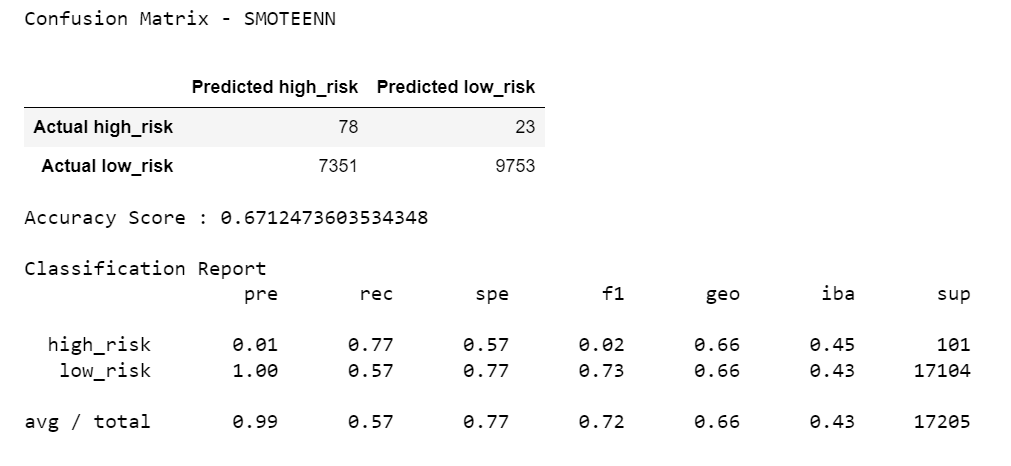 Confusion Matrix - SMOTEENN
Predicted high_risk Predicted low_risk
Actual high_risk 78 23
Actual low_risk 7351 9753
Accuracy Score : 0.6712473603534348
Classification Report
pre rec spe f1 geo iba sup
high_risk 0.01 0.77 0.57 0.02 0.66 0.45 101
low_risk 1.00 0.57 0.77 0.73 0.66 0.43 17104
avg / total 0.99 0.57 0.77 0.72 0.66 0.43 17205